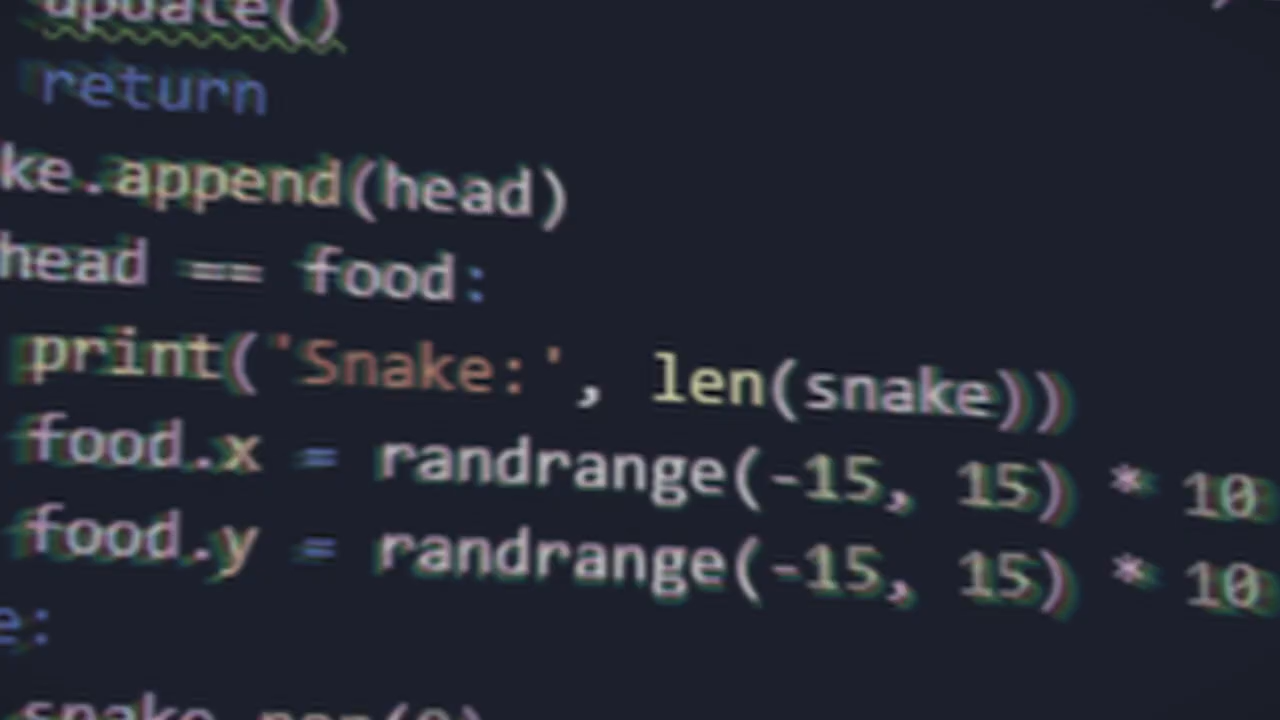 update()
return
ke.append(head)
head == food:
print('Snake:', len(snake))
food.x = randrange(-15, 15) * 10
food.y = randrange(-15, 15) * 10
e:
snake.pop(0)